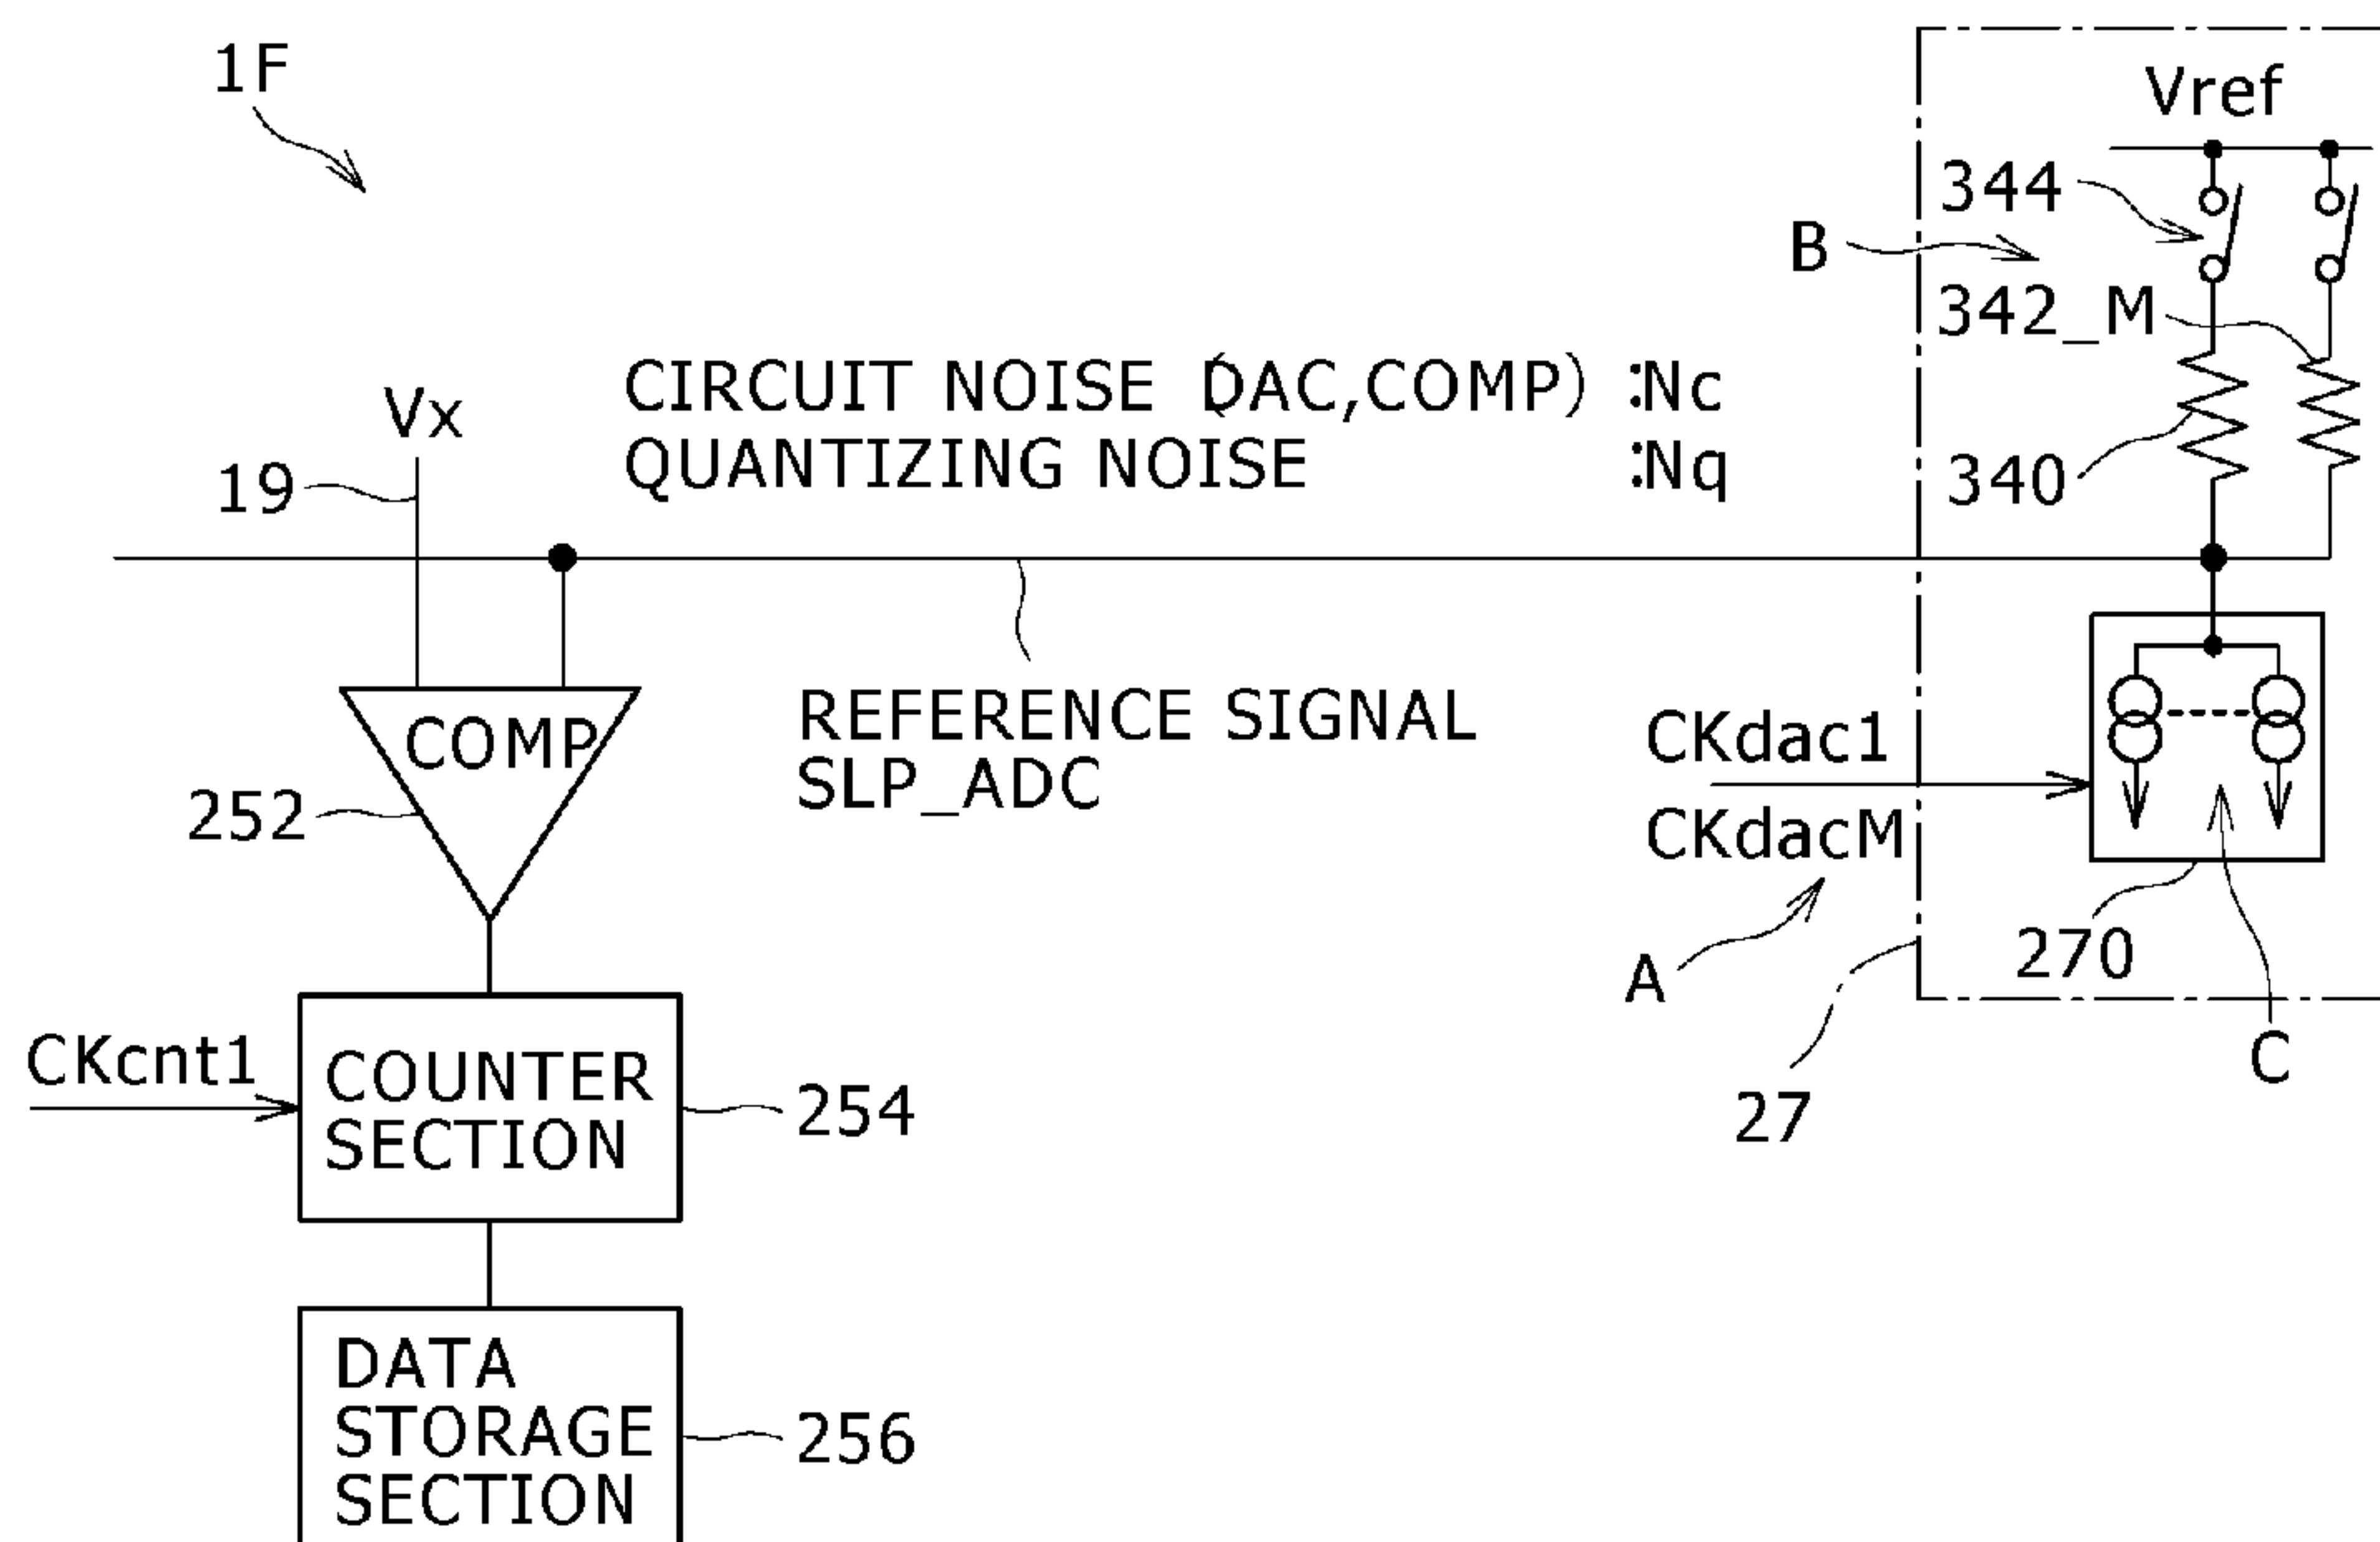 1F
Vref
344
B
342_M
CIRCUIT NOISE (DAC,COMP) :Nc
Vx
QUANTIZING NOISE :Nq
19
340
REFERENCE SIGNAL
SLP_ADC
COMP
CKdac1
252
CKdacM
270
A
CKcnt1
COUNTER
SECTION
C
254
27
DATA
STORAGE
SECTION
256